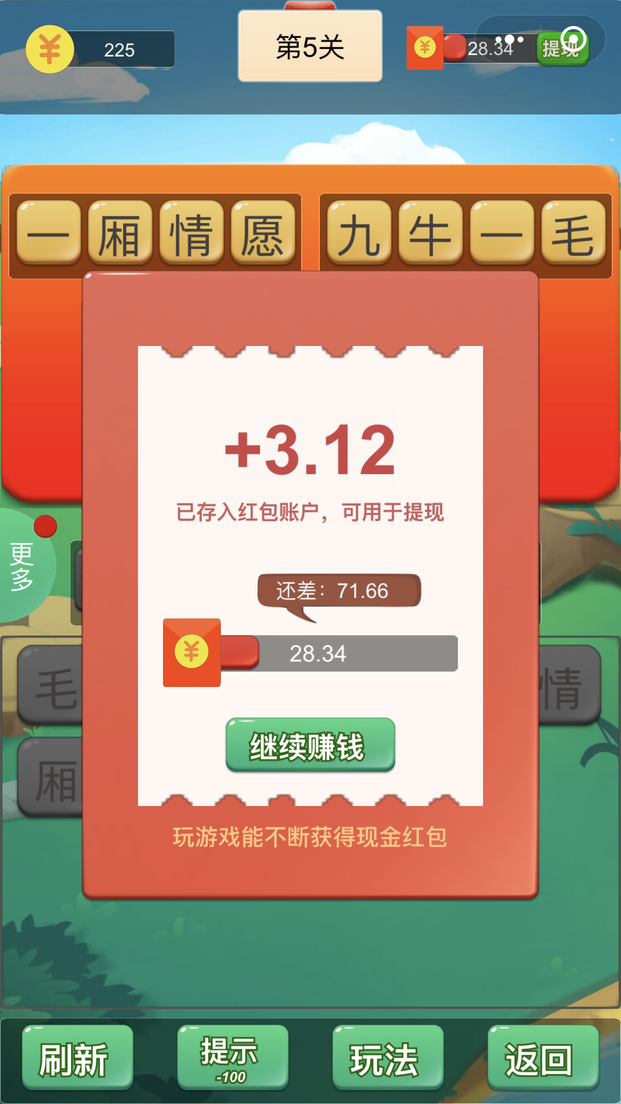 225
第5关
28.34
提现
一厢情愿
九牛一毛
+3.12
已存入红包账户，可用于提现
更多
还差：71.66
28.34
毛
情
继续赚钱
厢
玩游戏能不断获得现金红包
刷新
提示
-100
玩法
返回